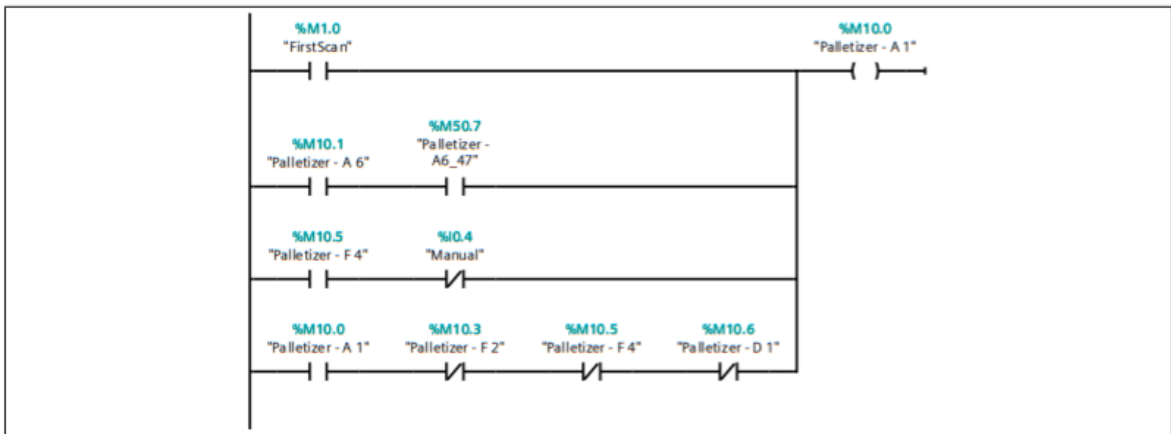 %M1.0
"FirstScan"
%M10.0
"Palletizer - A 1"
%M10.1
"Palletizer - A 6"
%M50.7
"Palletizer -
A6_47"
%M10.5
"Palletizer - F 4"
%I0.4
"Manual"
%M10.0
"Palletizer - A 1"
%M10.3
"Palletizer - F 2"
%M10.5
"Palletizer - F 4"
%M10.6
"Palletizer - D 1"